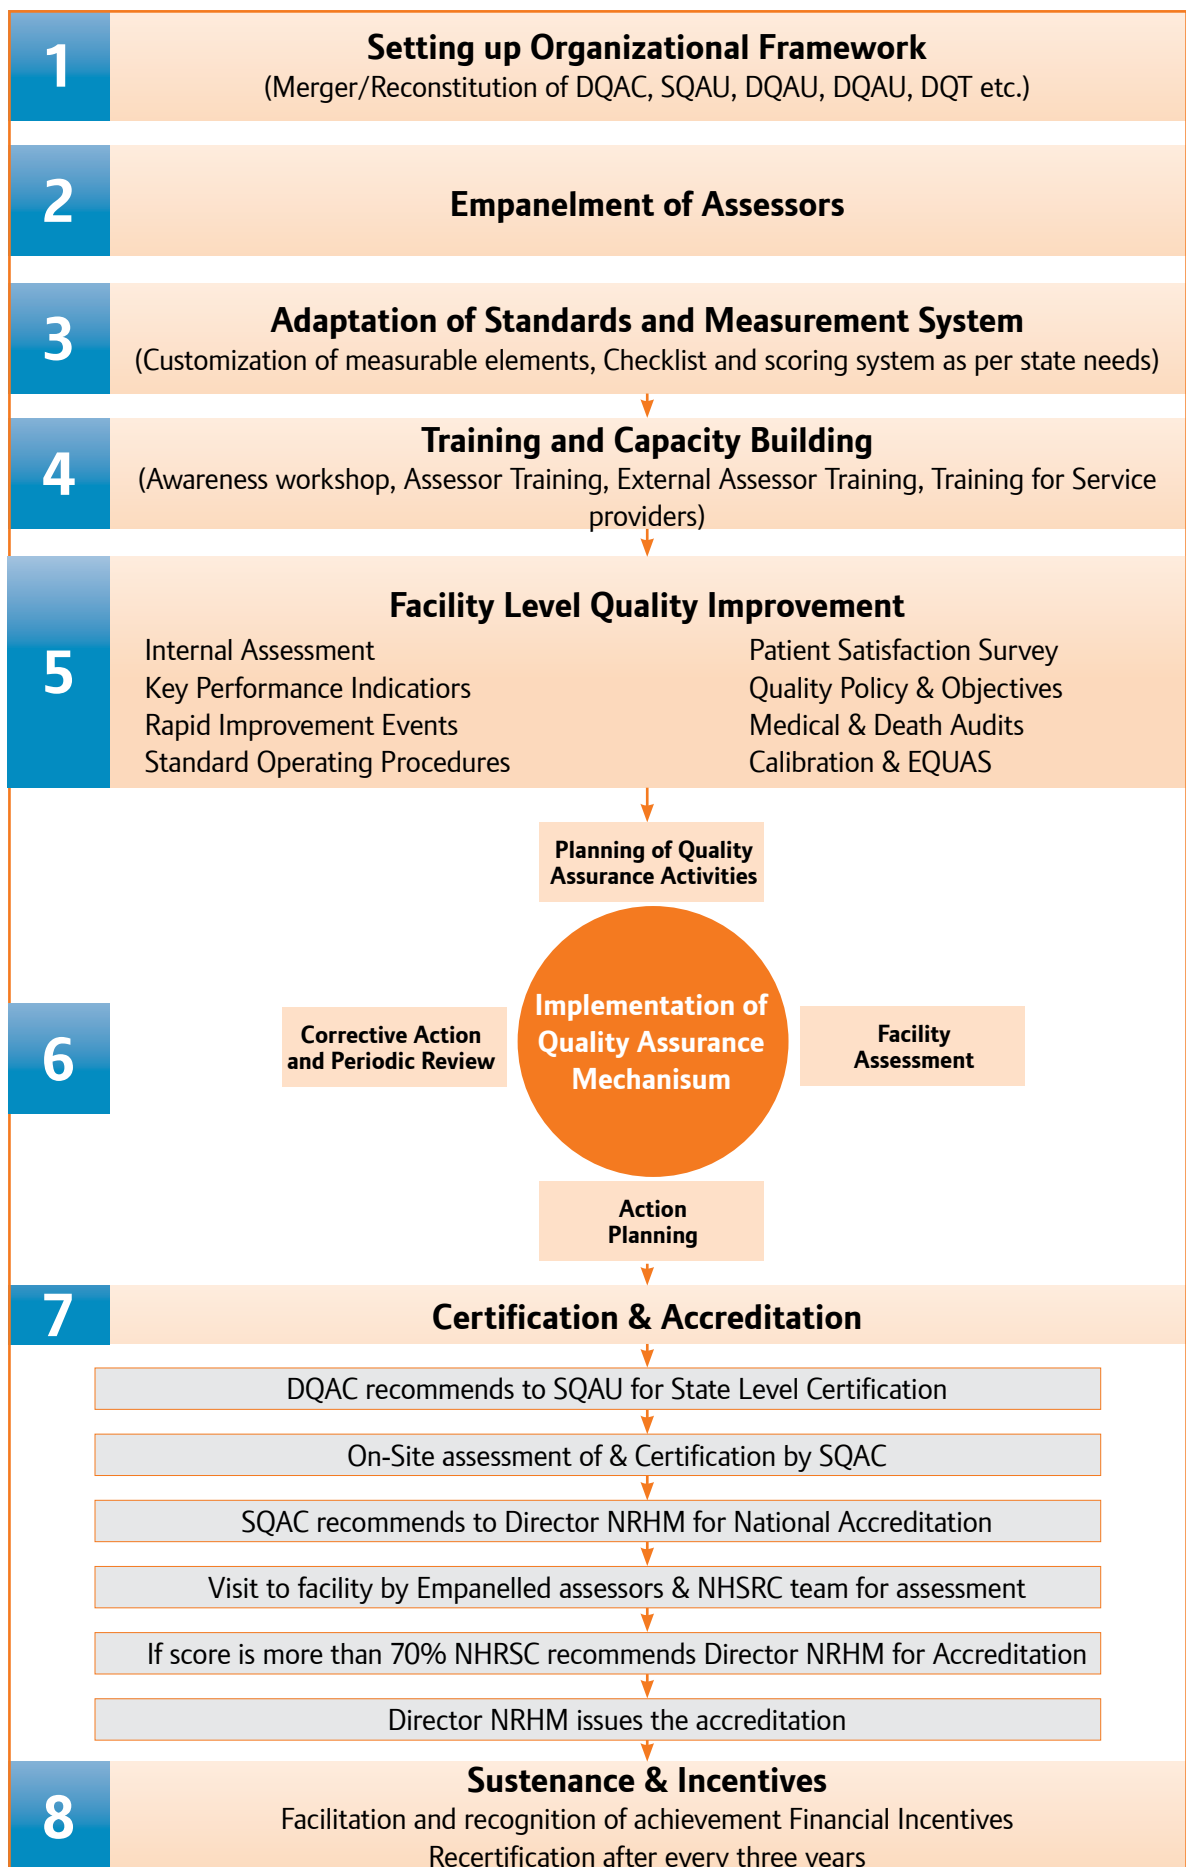 1
Setting up Organizational Framework
(Merger/Reconstitution of DQAC, SQAU, DQAU, DQAU, DQT etc.)
2
Empanelment of Assessors
3
Adaptation of Standards and Measurement System
(Customization of measurable elements, Checklist and scoring system as per state needs)
4
Training and Capacity Building
(Awareness workshop, Assessor Training, External Assessor Training, Training for Service
providers)
5
Facility Level Quality Improvement
Internal Assessment
Key Performance Indicatiors
Rapid Improvement Events
Standard Operating Procedures
Patient Satisfaction Survey
Quality Policy & Objectives
Medical & Death Audits
Calibration & EQUAS
6
Planning of Quality
Assurance Activities
Corrective Action
and Periodic Review
Implementation of
Quality Assurance
Mechanisum
Facility
Assessment
Action
Planning
7
Certification & Accreditation
DQAC recommends to SQAU for State Level Certification
On-Site assessment of & Certification by SQAC
SQAC recommends to Director NRHM for National Accreditation
Visit to facility by Empanelled assessors & NHSRC team for assessment
If score is more than 70% NHRSC recommends Director NRHM for Accreditation
Director NRHM issues the accreditation
8
Sustenance & Incentives
Facilitation and recognition of achievement Financial Incentives
Recertification after every three years